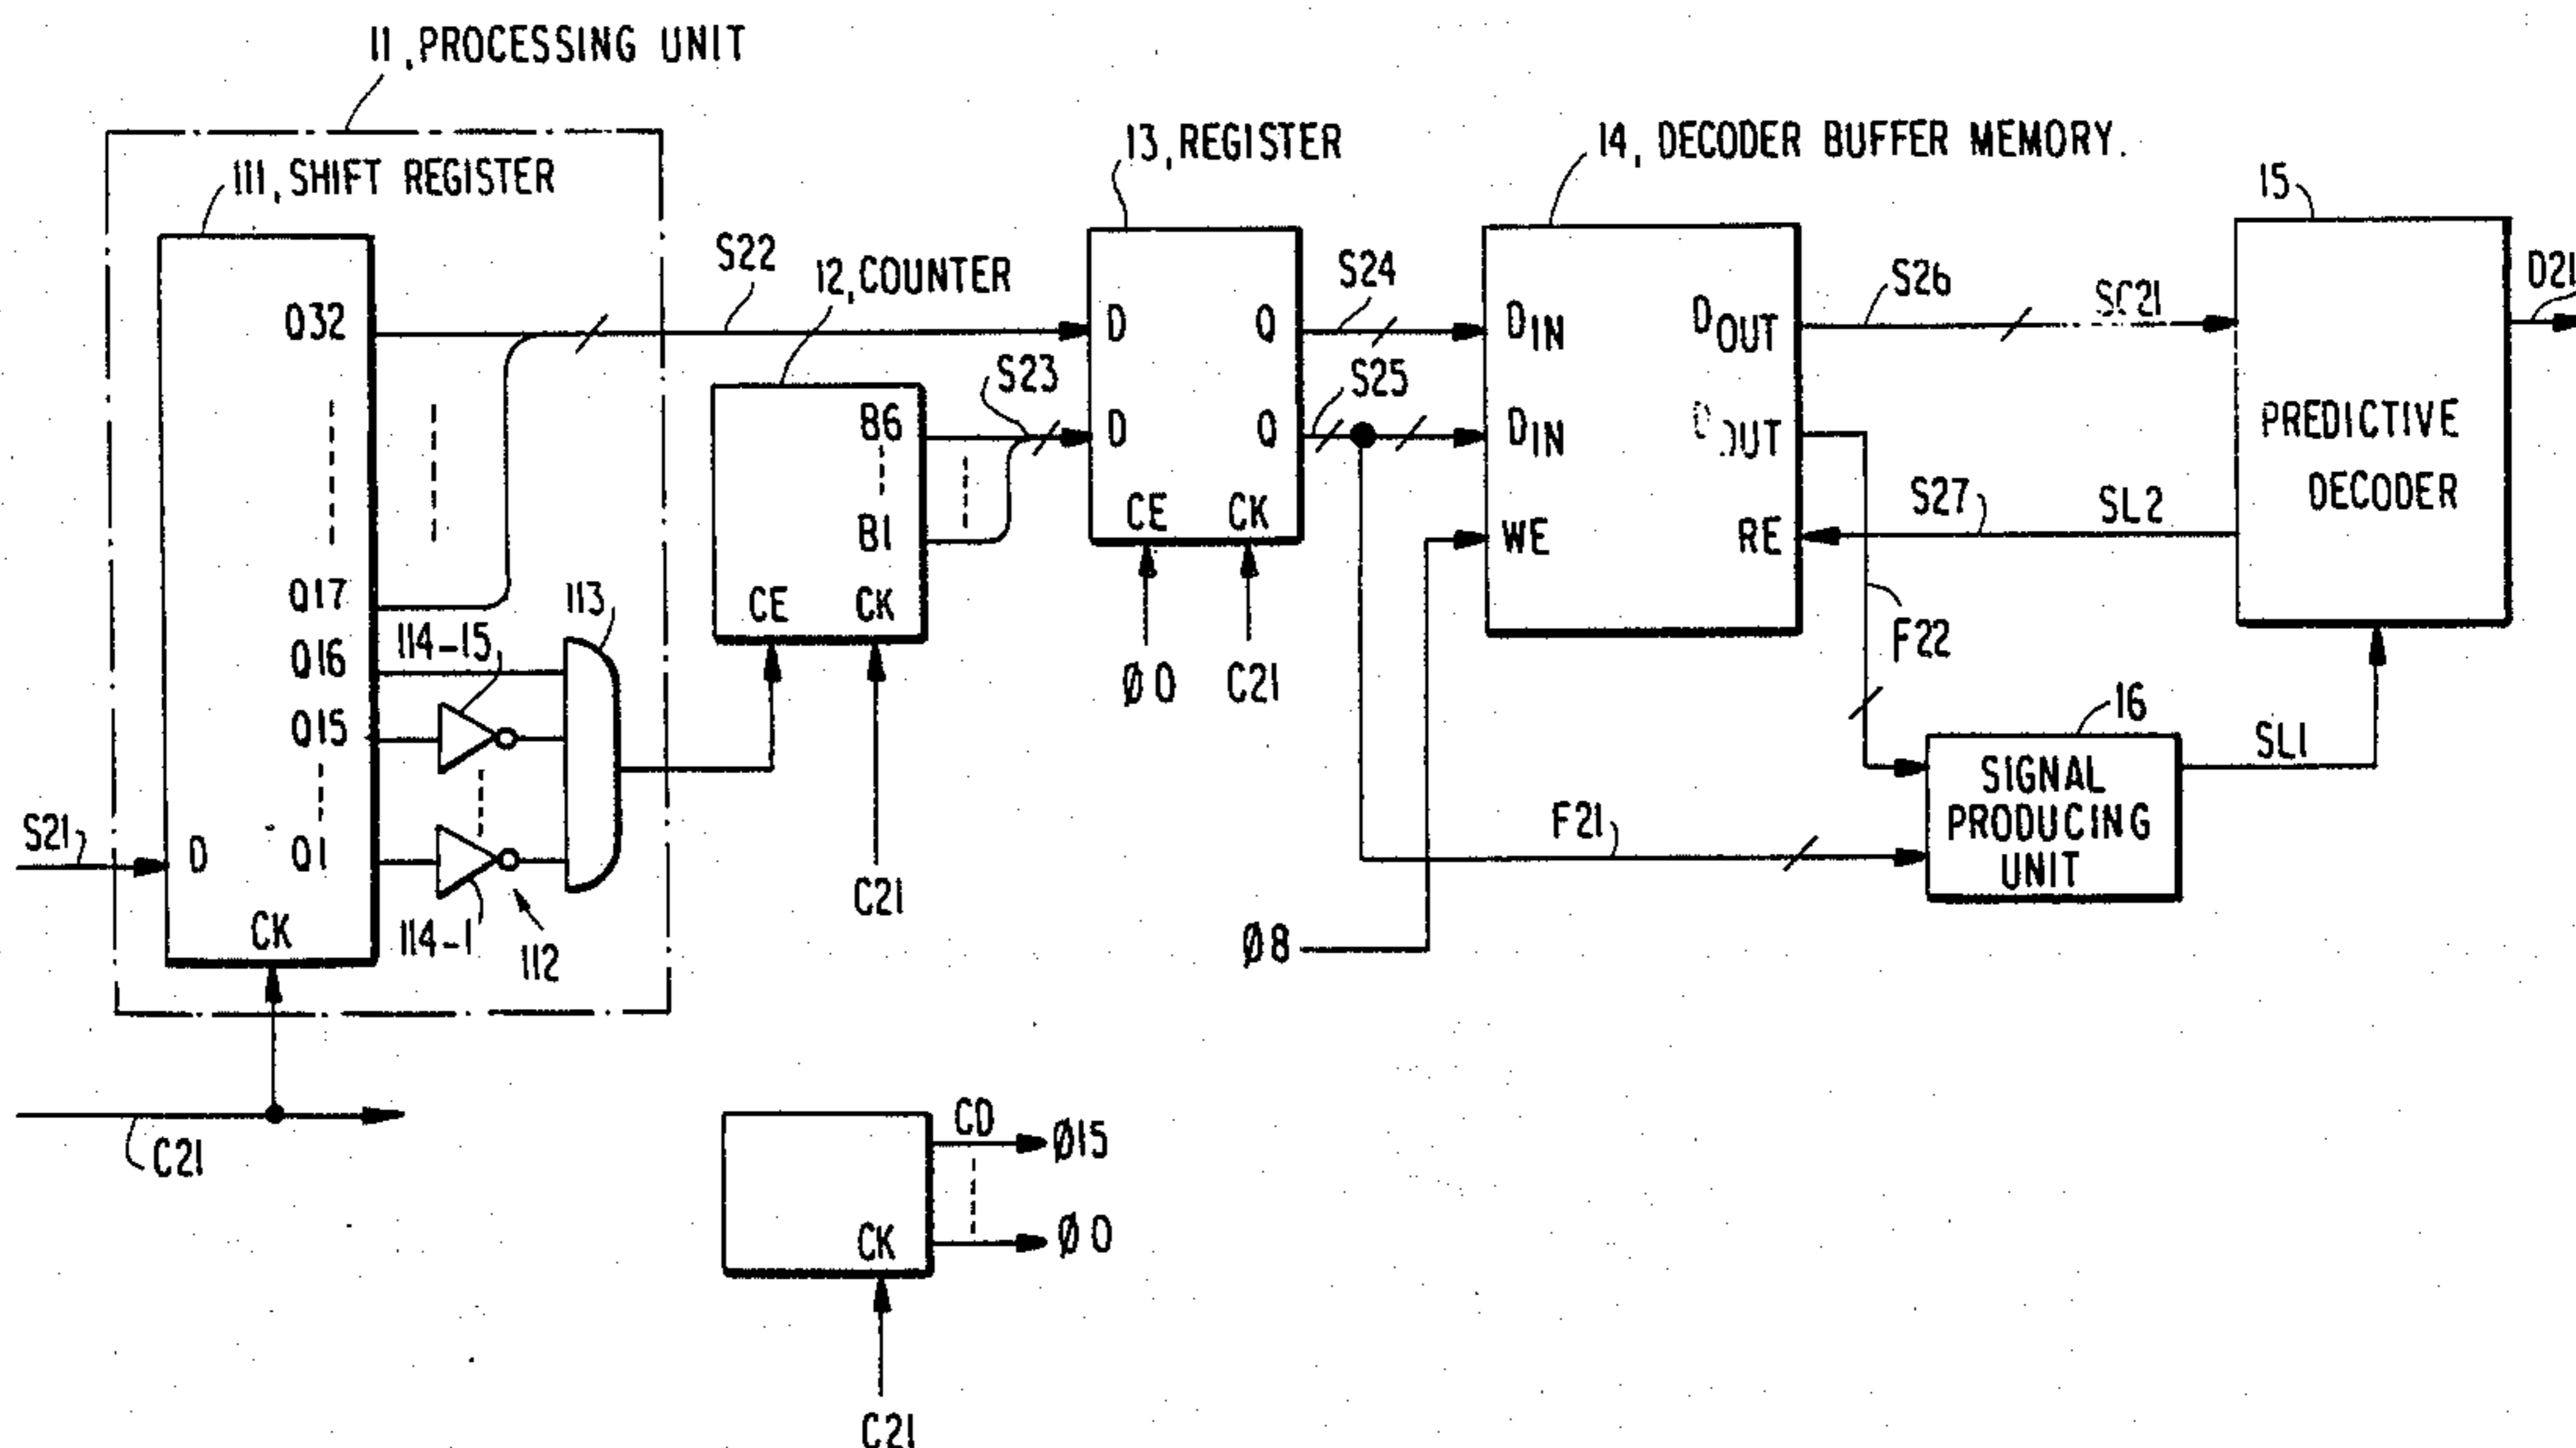 11, PROCESSING UNIT
111, SHIFT REGISTER
Q32
Q17
Q16
Q15
Q1
D
CK
S21
C21
114-15
114-1
112
113
S22
12, COUNTER
B6
B1
CE
CK
C21
S23
13, REGISTER
D
Q
D
Q
CE
CK
Ø0
C21
S24
S25
14, DECODER BUFFER MEMORY.
DIN
DOUT
DIN
WE
RE
Ø8
S26
SC21
S27
SL2
F22
F21
15
PREDICTIVE
DECODER
D21
16
SIGNAL
PRODUCING
UNIT
SL1
CD
Ø15
Ø0
CK
C21